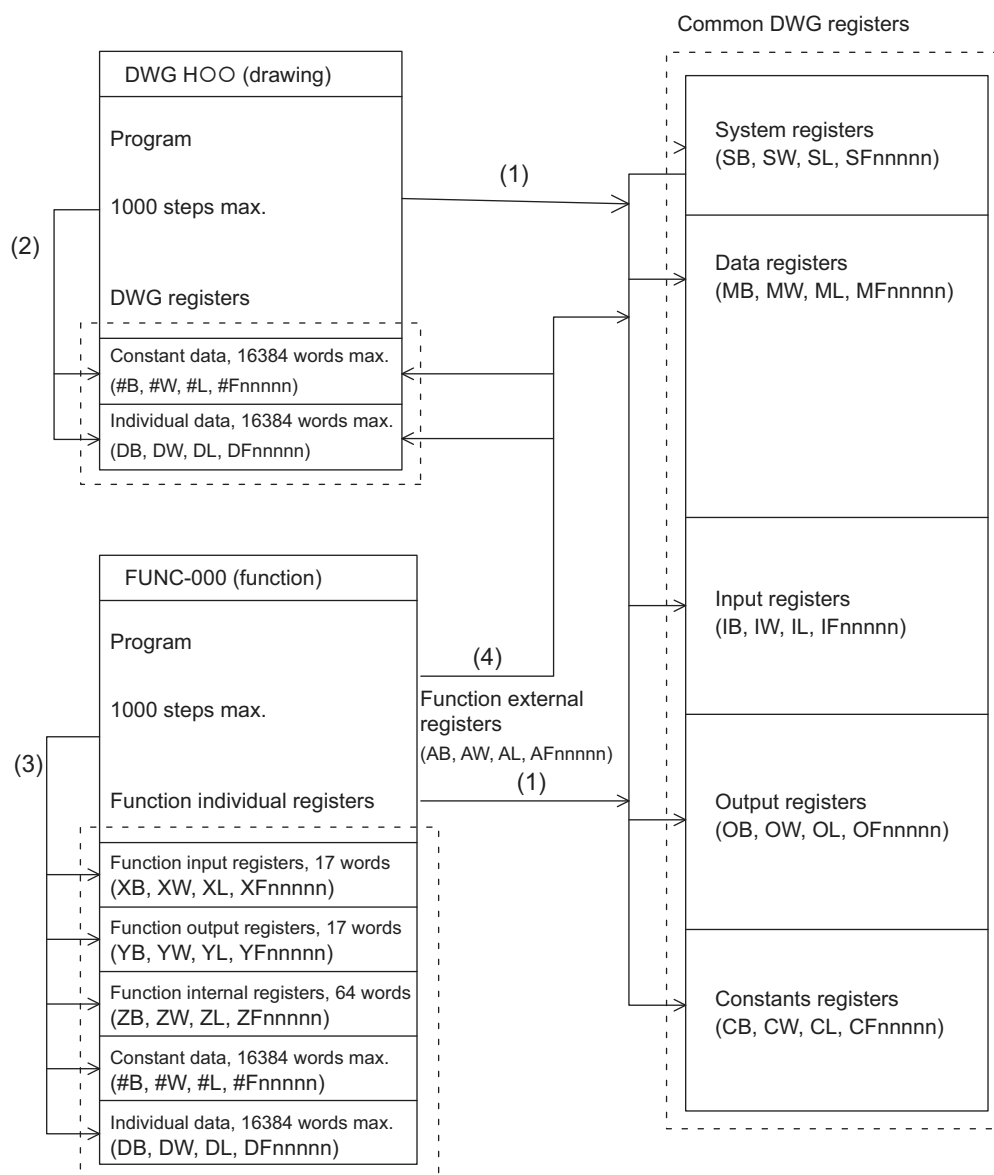 Common DWG registers
DWG H○○ (drawing)
Program
1000 steps max.
DWG registers
Constant data, 16384 words max.
(#B, #W, #L, #Fnnnnn)
Individual data, 16384 words max.
(DB, DW, DL, DFnnnnn)
(1)
(2)
System registers
(SB, SW, SL, SFnnnnn)
Data registers
(MB, MW, ML, MFnnnnn)
Input registers
(IB, IW, IL, IFnnnnn)
Output registers
(OB, OW, OL, OFnnnnn)
Constants registers
(CB, CW, CL, CFnnnnn)
FUNC-000 (function)
Program
1000 steps max.
Function individual registers
(3)
(4)
Function external
registers
(AB, AW, AL, AFnnnnn)
(1)
Function input registers, 17 words
(XB, XW, XL, XFnnnnn)
Function output registers, 17 words
(YB, YW, YL, YFnnnnn)
Function internal registers, 64 words
(ZB, ZW, ZL, ZFnnnnn)
Constant data, 16384 words max.
(#B, #W, #L, #Fnnnnn)
Individual data, 16384 words max.
(DB, DW, DL, DFnnnnn)